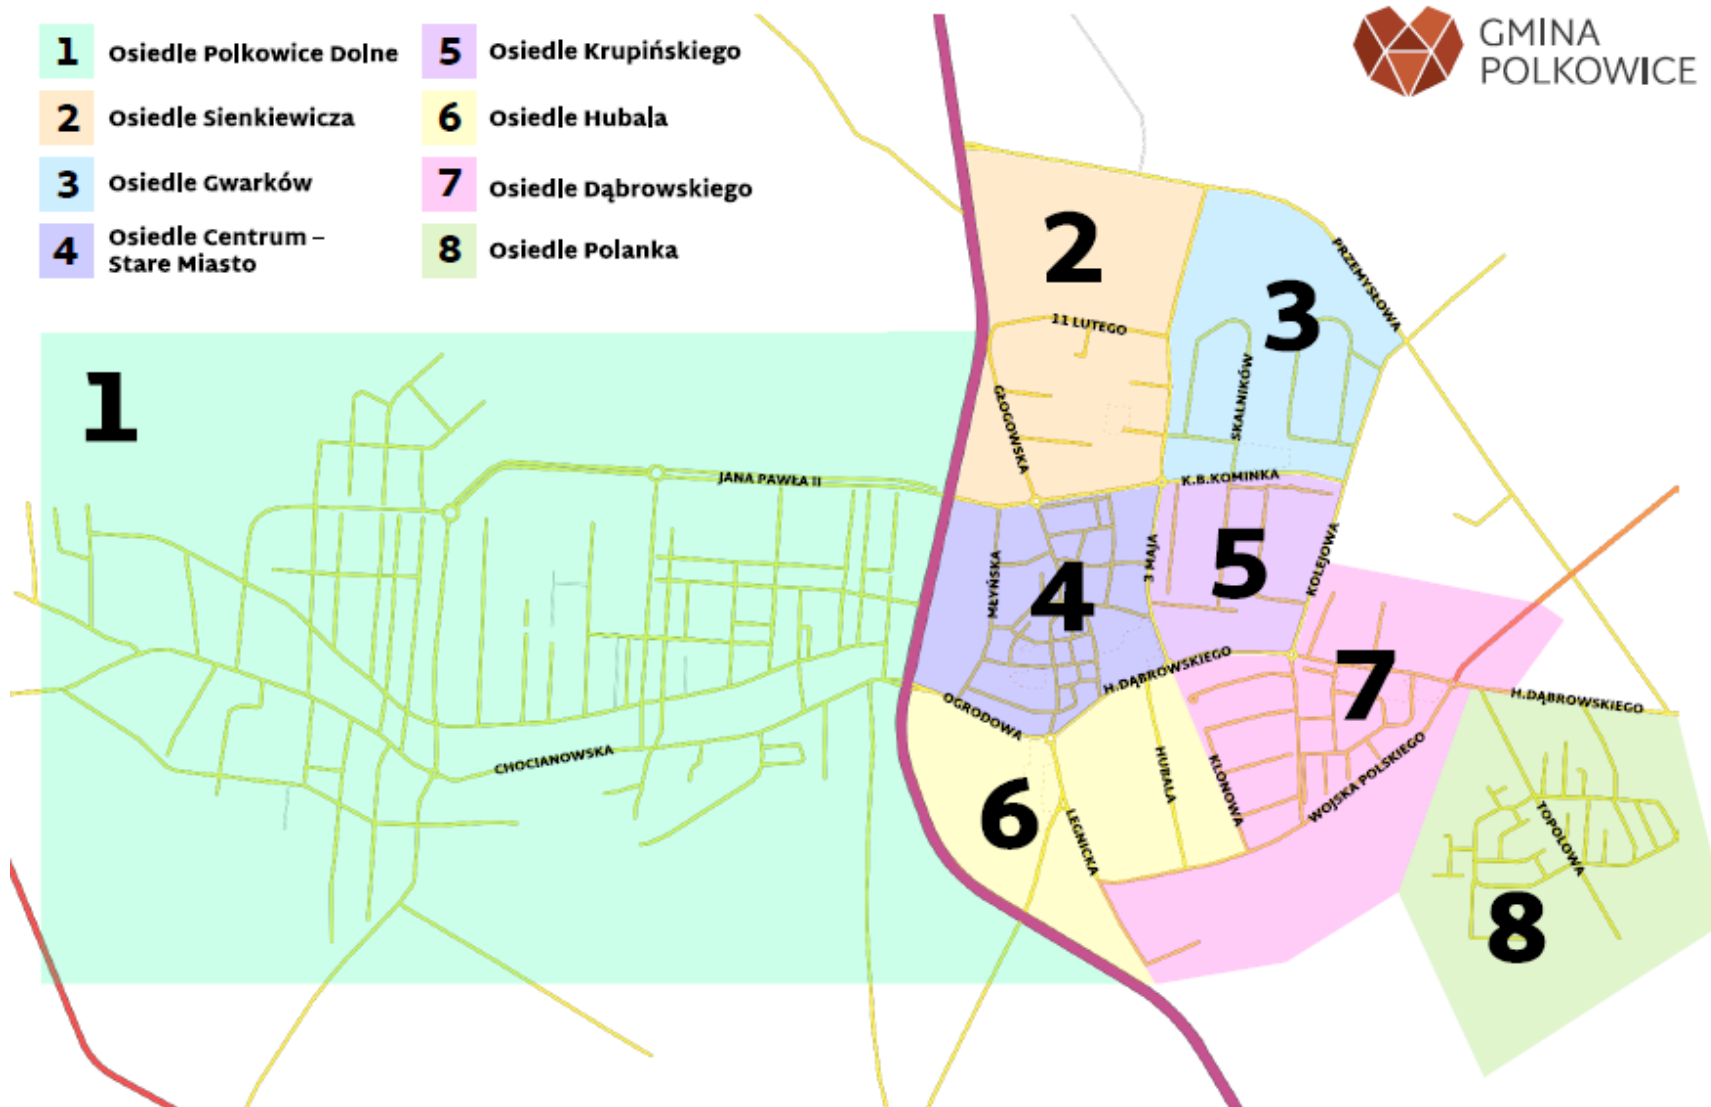 1 Osiedle Polkowice Dolne
2 Osiedle Sienkiewicza
3 Osiedle Gwarków
4 Osiedle Centrum –
Stare Miasto
5 Osiedle Krupińskiego
6 Osiedle Hubala
7 Osiedle Dąbrowskiego
8 Osiedle Polanka
GMINA
POLKOWICE
1
2
3
4
5
6
7
8
PRZEMYSŁOWA
11 LUTEGO
GŁOGOWSKA
SKALNIKÓW
JANA PAWŁA II
K.B.KOMINKA
MŁYŃSKA
3 MAJA
KOLEJOWA
H.DĄBROWSKIEGO
H.DĄBROWSKIEGO
OGRODOWA
CHOCIANOWSKA
HUBALA
KLONOWA
WOJSKA POLSKIEGO
LEGNICKA
TOPOLOWA